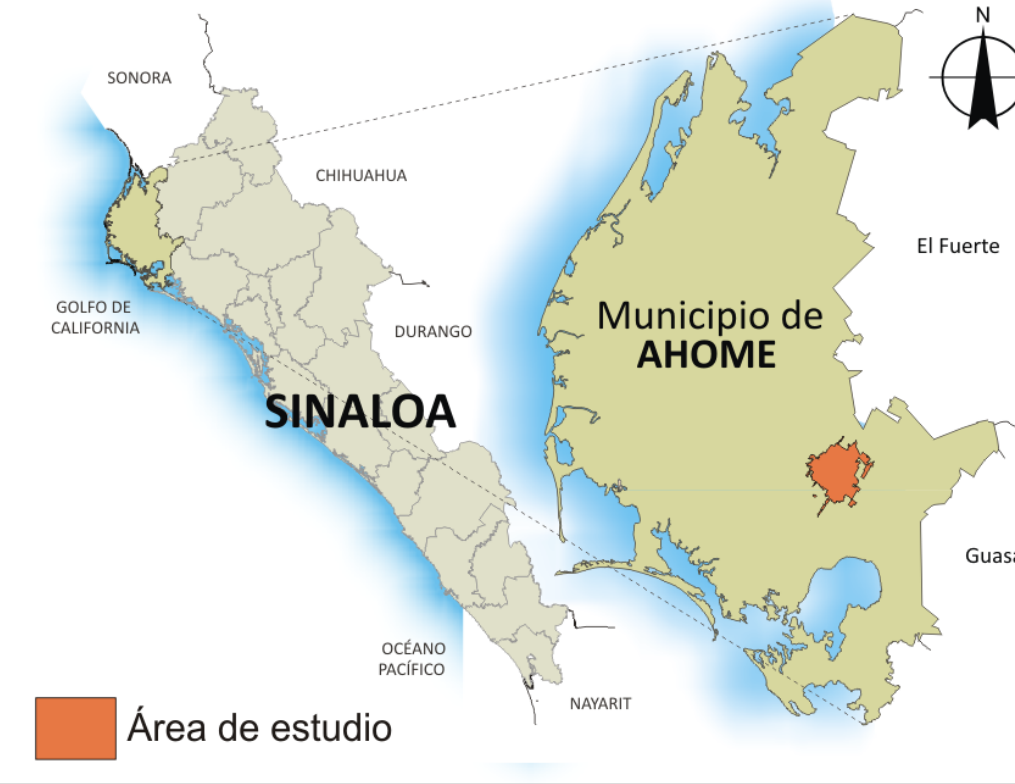 N
SONORA
CHIHUAHUA
El Fuerte
GOLFO DE
CALIFORNIA
DURANGO
Municipio de
AHOME
SINALOA
OCÉANO
PACÍFICO
NAYARIT
Área de estudio